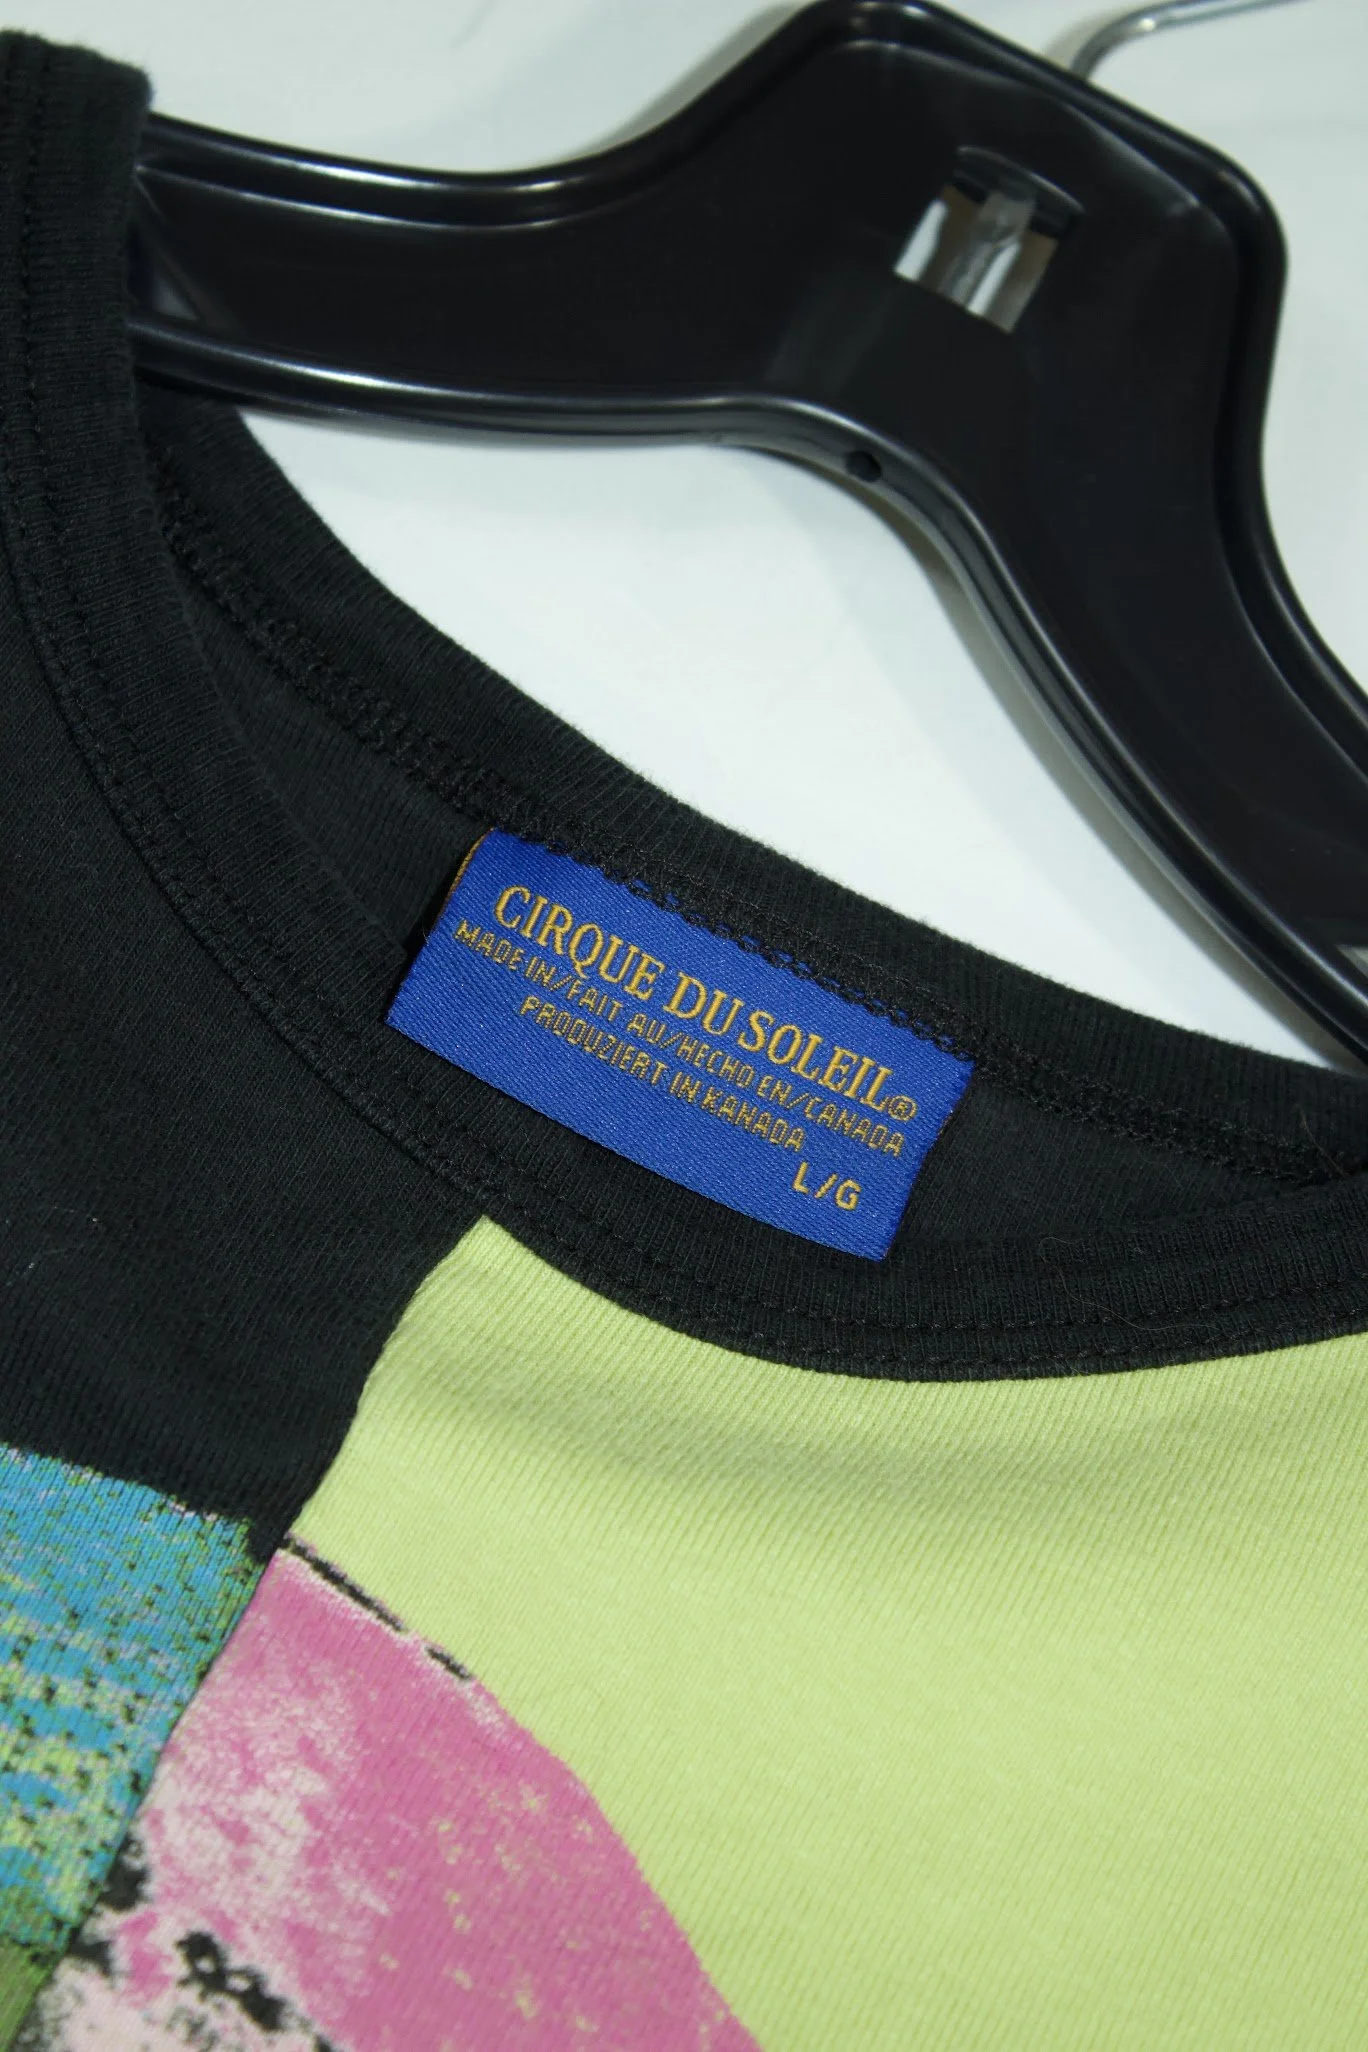 CIRQUE DU SOLEIL®
MADE IN/FAIT AU/HECHO EN/CANADA
PRODUZIERT IN KANADA
L/G